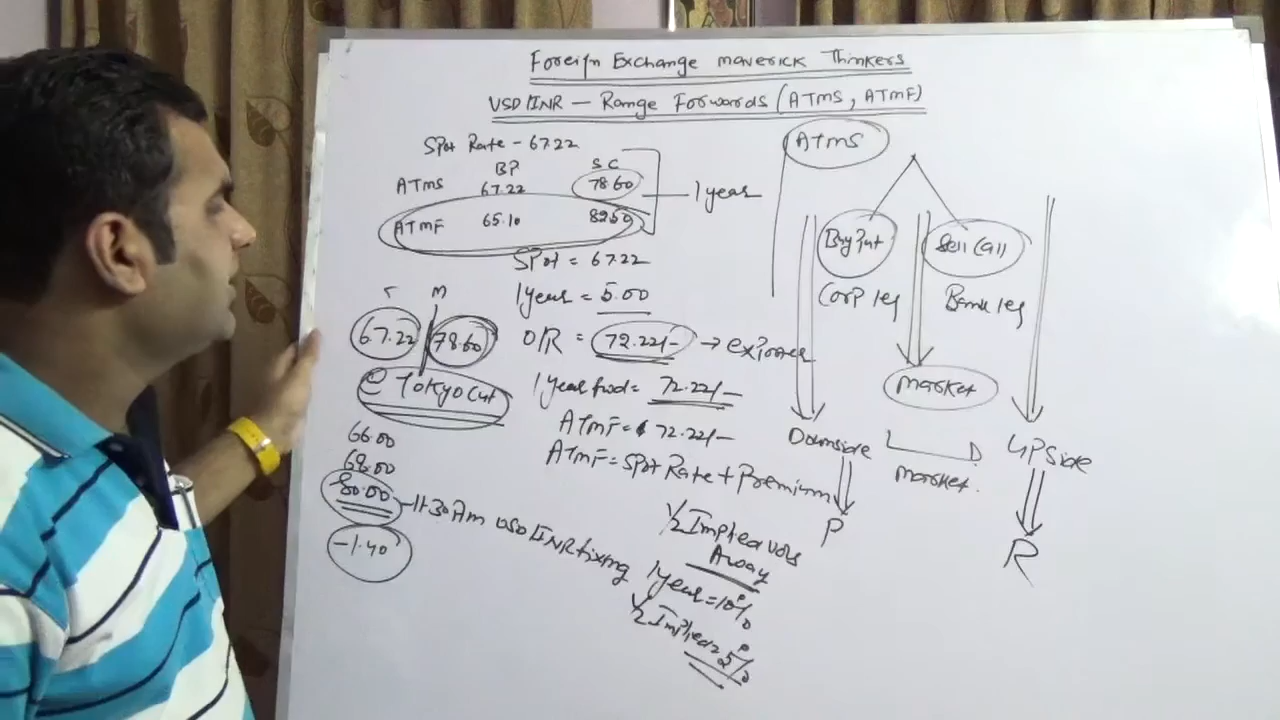 Foreign Exchange maverick Thinkers
USD/INR - Range Forwards (ATMS, ATMF)
Spot Rate - 67.22
BP SC
ATMS 67.22 78.60
ATMF 65.10 82.50
1 year
Spot = 67.22
1 year = 5.00
O/R = 72.22/- → exporter
1 year fwd = 72.22/-
ATMF = 72.22/-
ATMF = Spot Rate + Premium
M
67.22 78.60
@ Tokyo Cut
66.00
68.00
80.00 - 11.30 Am USD INR fixing
-1.40
1/2 Implied vols
Away
1 year = 10%
1/2 Implied = 5%
ATMS
Buy Put Sell Call
Corp leg Bank leg
Market
Downside UPSide
Market.
P R